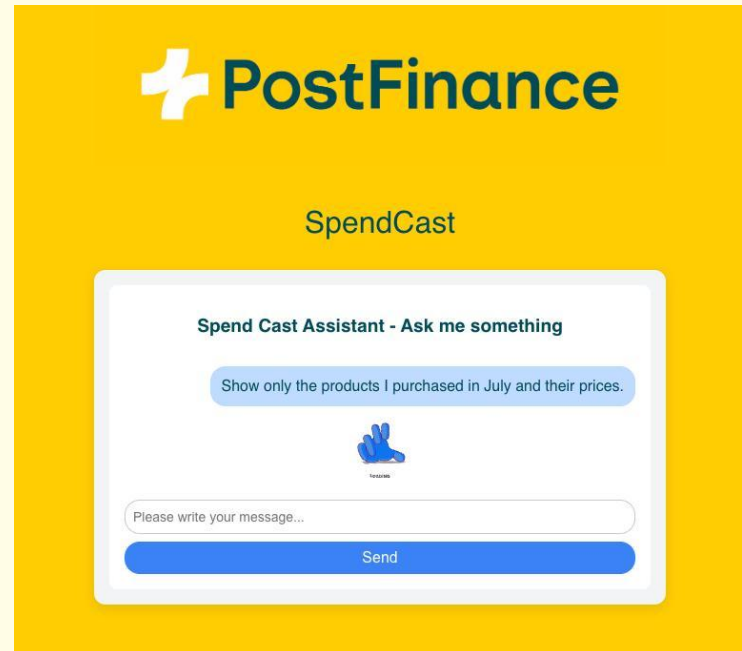 PostFinance
SpendCast
Spend Cast Assistant - Ask me something
Show only the products I purchased in July and their prices.
Please write your message...
Send